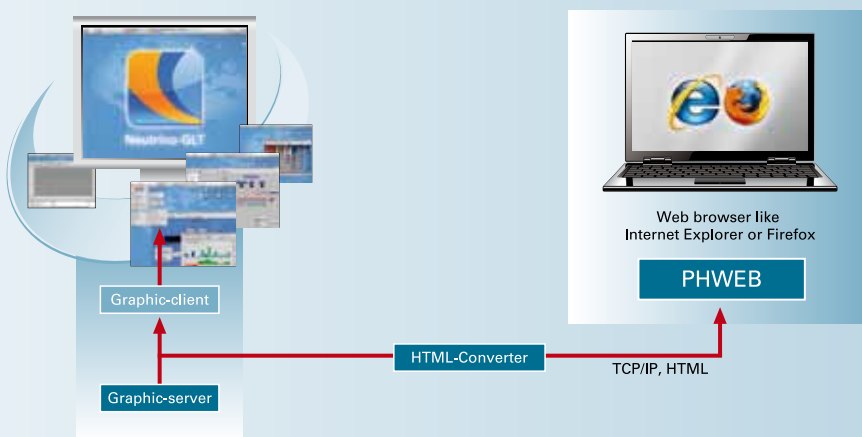 Neutrino GLT
Web browser like
Internet Explorer or Firefox
PHWEB
Graphic-client
HTML-Converter
TCP/IP, HTML
Graphic-server